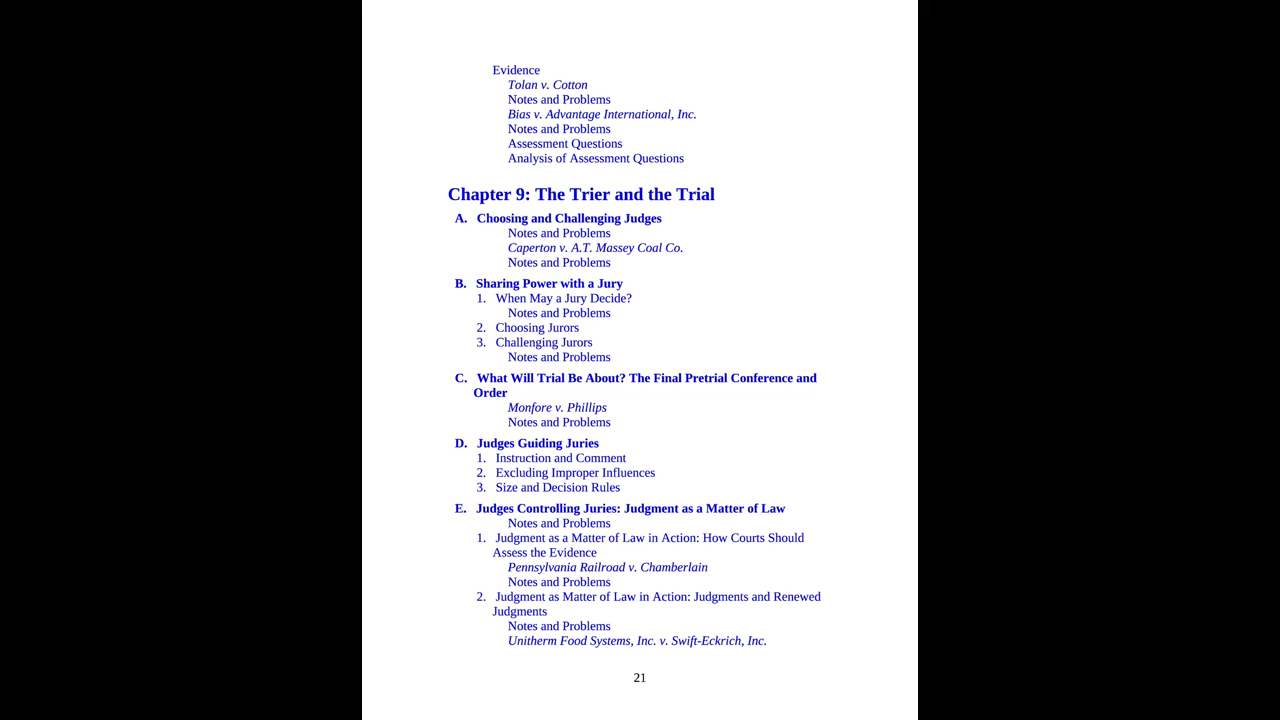 Evidence
Tolan v. Cotton
Notes and Problems
Bias v. Advantage International, Inc.
Notes and Problems
Assessment Questions
Analysis of Assessment Questions
Chapter 9: The Trier and the Trial
A. Choosing and Challenging Judges
Notes and Problems
Caperton v. A.T. Massey Coal Co.
Notes and Problems
B. Sharing Power with a Jury
1. When May a Jury Decide?
Notes and Problems
2. Choosing Jurors
3. Challenging Jurors
Notes and Problems
C. What Will Trial Be About? The Final Pretrial Conference and
Order
Monfore v. Phillips
Notes and Problems
D. Judges Guiding Juries
1. Instruction and Comment
2. Excluding Improper Influences
3. Size and Decision Rules
E. Judges Controlling Juries: Judgment as a Matter of Law
Notes and Problems
1. Judgment as a Matter of Law in Action: How Courts Should
Assess the Evidence
Pennsylvania Railroad v. Chamberlain
Notes and Problems
2. Judgment as Matter of Law in Action: Judgments and Renewed
Judgments
Notes and Problems
Unitherm Food Systems, Inc. v. Swift-Eckrich, Inc.
21